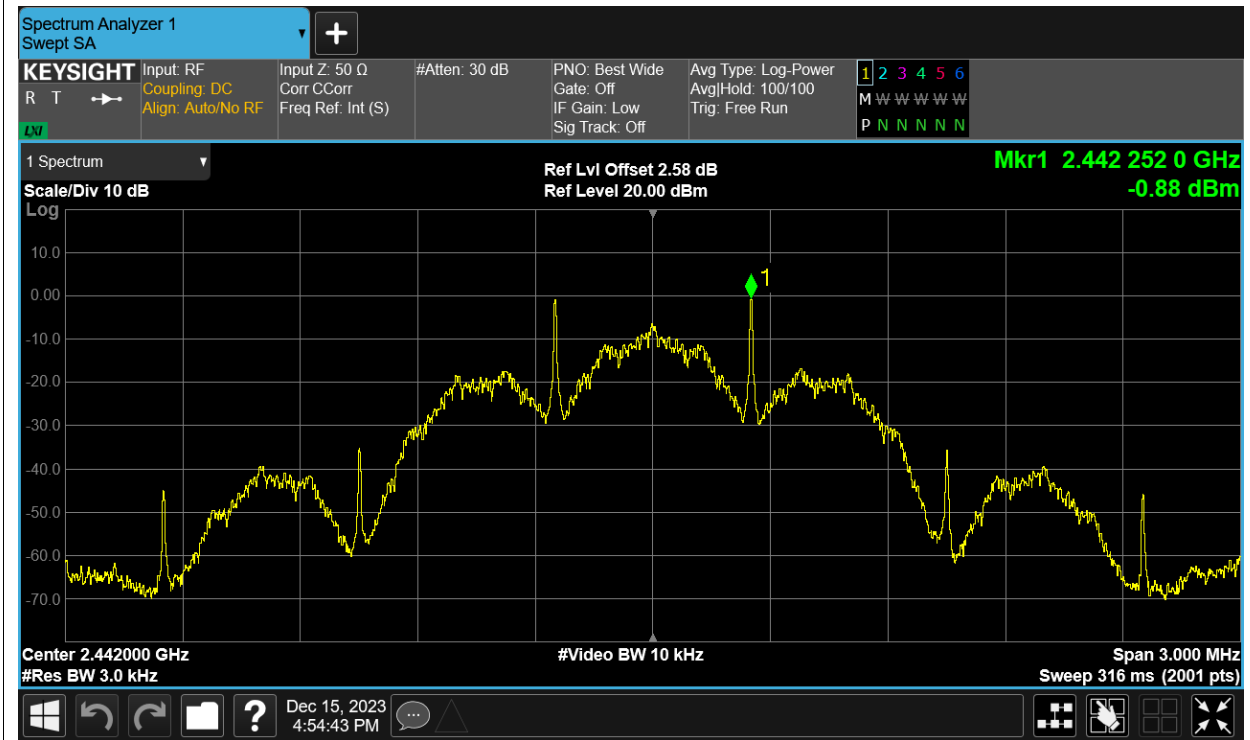 Spectrum Analyzer 1
Swept SA
KEYSIGHT
R T
LXI
Input: RF
Coupling: DC
Align: Auto/No RF
Input Z: 50 Ω
Corr CCorr
Freq Ref: Int (S)
#Atten: 30 dB
PNO: Best Wide
Gate: Off
IF Gain: Low
Sig Track: Off
Avg Type: Log-Power
Avg|Hold: 100/100
Trig: Free Run
1 2 3 4 5 6
M W W W W W
P N N N N N
1 Spectrum
Scale/Div 10 dB
Log
Ref Lvl Offset 2.58 dB
Ref Level 20.00 dBm
Mkr1 2.442 252 0 GHz
-0.88 dBm
10.0
0.00
-10.0
-20.0
-30.0
-40.0
-50.0
-60.0
-70.0
1
Center 2.442000 GHz
#Res BW 3.0 kHz
#Video BW 10 kHz
Span 3.000 MHz
Sweep 316 ms (2001 pts)
?
Dec 15, 2023
4:54:43 PM